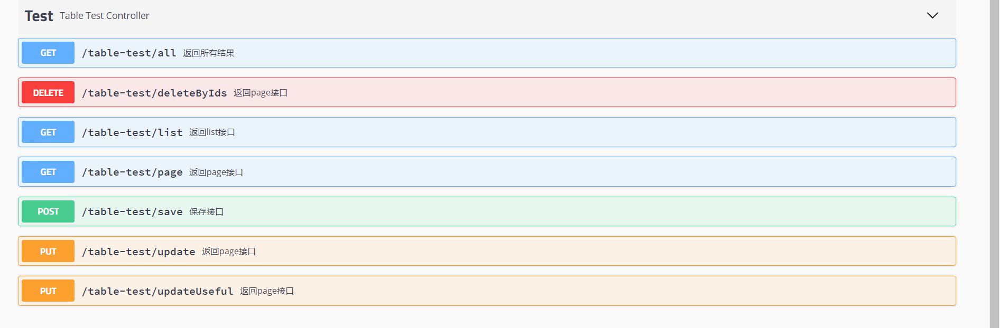 Test Table Test Controller
GET /table-test/all 返回所有结果
DELETE /table-test/deleteByIds 返回page接口
GET /table-test/list 返回list接口
GET /table-test/page 返回page接口
POST /table-test/save 保存接口
PUT /table-test/update 返回page接口
PUT /table-test/updateUseful 返回page接口